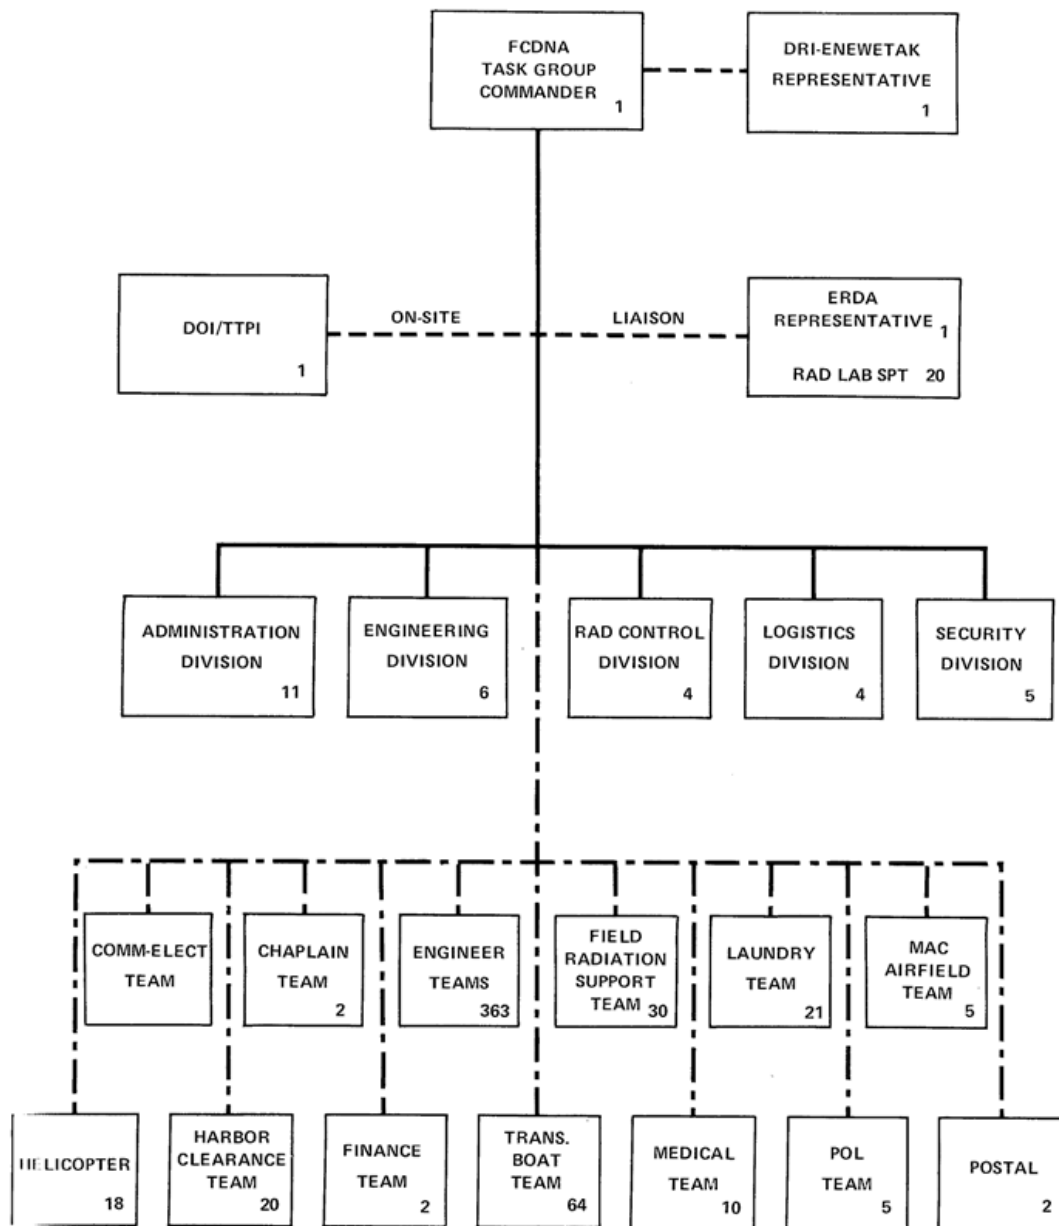 FCDNA
TASK GROUP
COMMANDER
1
DRI-ENEWETAK
REPRESENTATIVE
1
DOI/TTPI
1
ON-SITE
LIAISON
ERDA
REPRESENTATIVE 1
RAD LAB SPT 20
ADMINISTRATION
DIVISION
11
ENGINEERING
DIVISION
6
RAD CONTROL
DIVISION
4
LOGISTICS
DIVISION
4
SECURITY
DIVISION
5
COMM-ELECT
TEAM
CHAPLAIN
TEAM
2
ENGINEER
TEAMS
363
FIELD
RADIATION
SUPPORT
TEAM 30
LAUNDRY
TEAM
21
MAC
AIRFIELD
TEAM
5
HELICOPTER
18
HARBOR
CLEARANCE
TEAM
20
FINANCE
TEAM
2
TRANS.
BOAT
TEAM
64
MEDICAL
TEAM
10
POL
TEAM
5
POSTAL
2